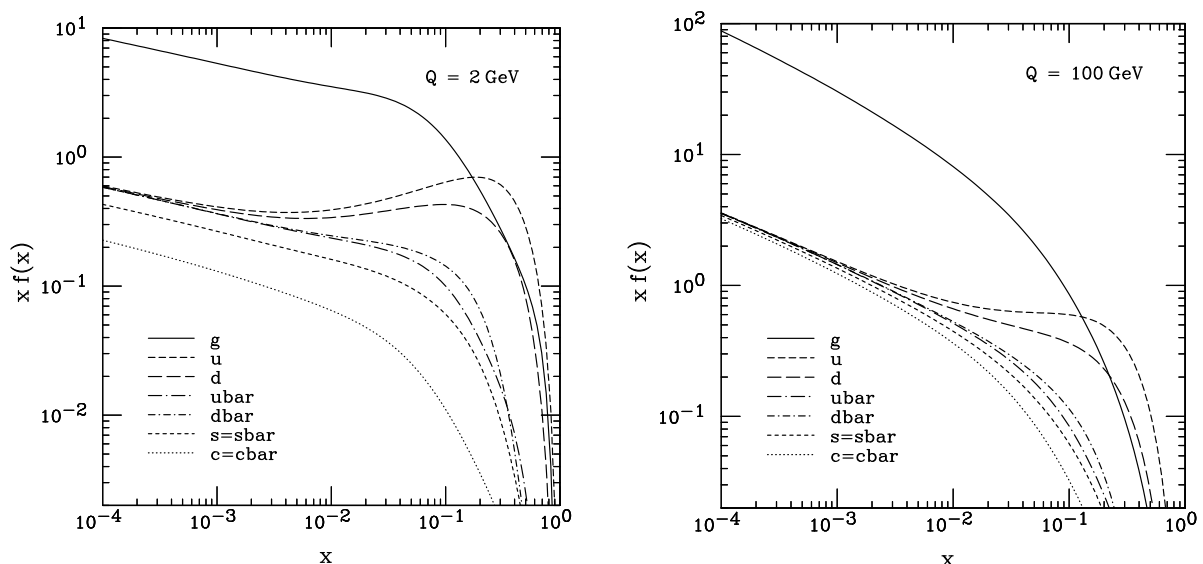 10^1
10^0
10^-1
10^-2
x f(x)
Q = 2 GeV
g
u
d
ubar
dbar
s=sbar
c=cbar
10^-4 10^-3 10^-2 10^-1 10^0
x
10^2
10^1
10^0
10^-1
x f(x)
Q = 100 GeV
g
u
d
ubar
dbar
s=sbar
c=cbar
10^-4 10^-3 10^-2 10^-1 10^0
x